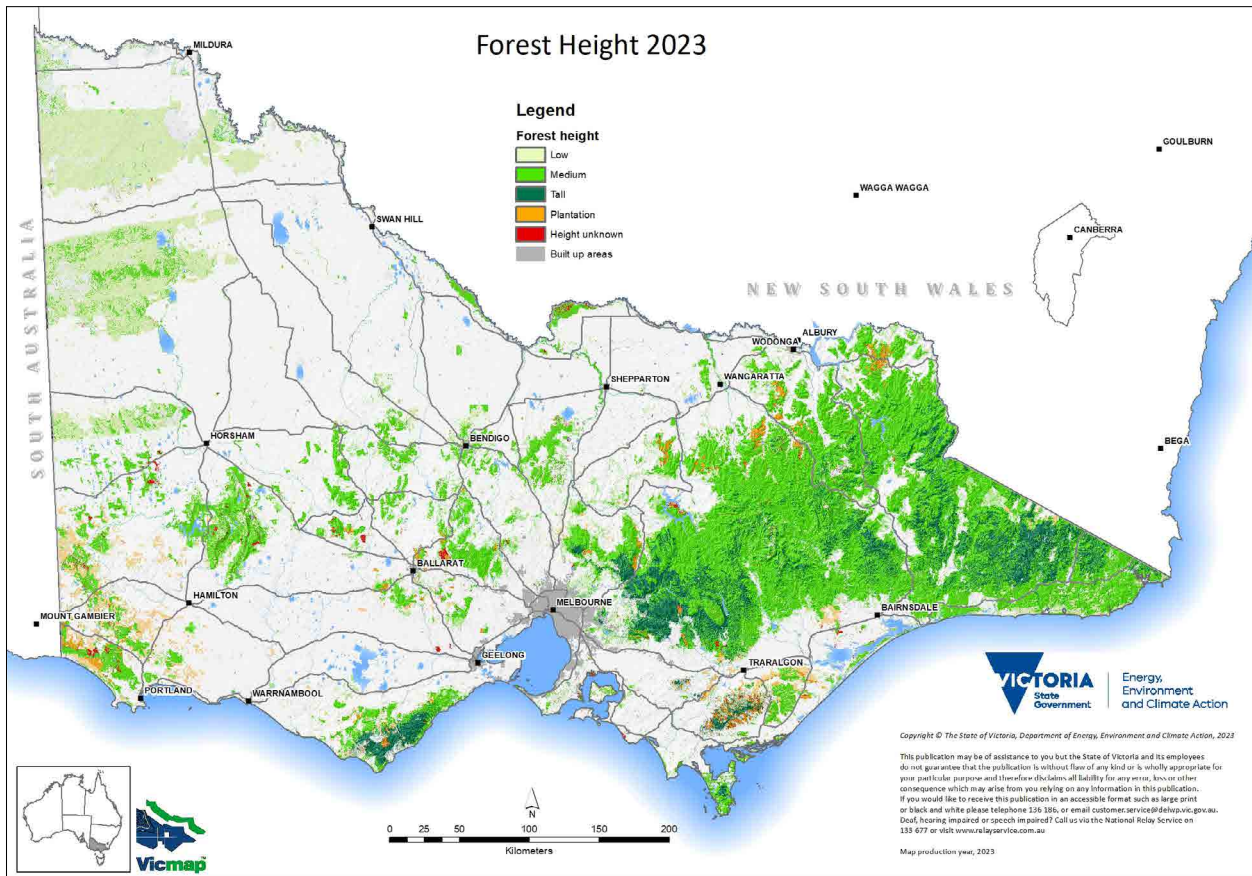 Forest Height 2023
Legend
Forest height
Low
Medium
Tall
Plantation
Height unknown
Built up areas
MILDURA
GOULBURN
WAGGA WAGGA
SWAN HILL
CANBERRA
SOUTH AUSTRALIA
NEW SOUTH WALES
ALBURY
WODONGA
SHEPPARTON
WANGARATTA
HORSHAM
BENDIGO
BEGA
BALLARAT
HAMILTON
MELBOURNE
MOUNT GAMBIER
BAIRNSDALE
GEELONG
TRARALGON
PORTLAND
WARRNAMBOOL
VICTORIA
State
Government
Energy,
Environment
and Climate Action
Copyright © The State of Victoria, Department of Energy, Environment and Climate Action, 2023
This publication may be of assistance to you but the State of Victoria and its employees
do not guarantee that the publication is without flaw of any kind or is wholly appropriate for
your particular purpose and therefore disclaims all liability for any error, loss or other
consequence which may arise from you relying on any information in this publication.
If you would like to receive this publication in an accessible format such as large print
or black and white please telephone 136 186, or email customer.service@delwp.vic.gov.au.
Deaf, hearing impaired or speech impaired? Call us via the National Relay Service on
133 677 or visit www.relayservice.com.au
Map production year, 2023
N
0 25 50 100 150 200
Kilometers
Vicmap™